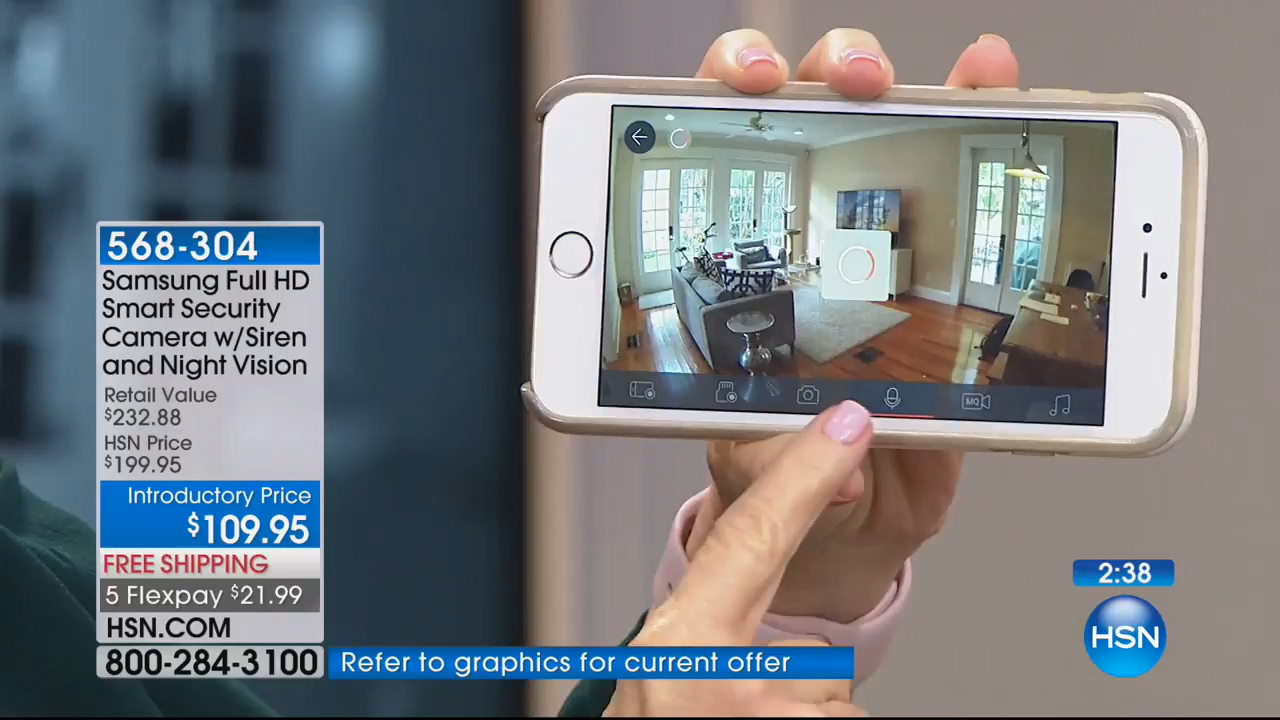 568-304
Samsung Full HD
Smart Security
Camera w/Siren
and Night Vision
Retail Value
$232.88
HSN Price
$199.95
Introductory Price
$109.95
FREE SHIPPING
5 Flexpay $21.99
HSN.COM
800-284-3100
Refer to graphics for current offer
MQ
2:38
HSN